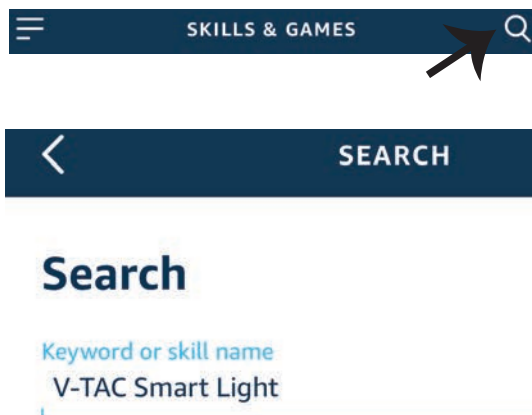 SKILLS & GAMES
SEARCH
Search
Keyword or skill name
V-TAC Smart Light